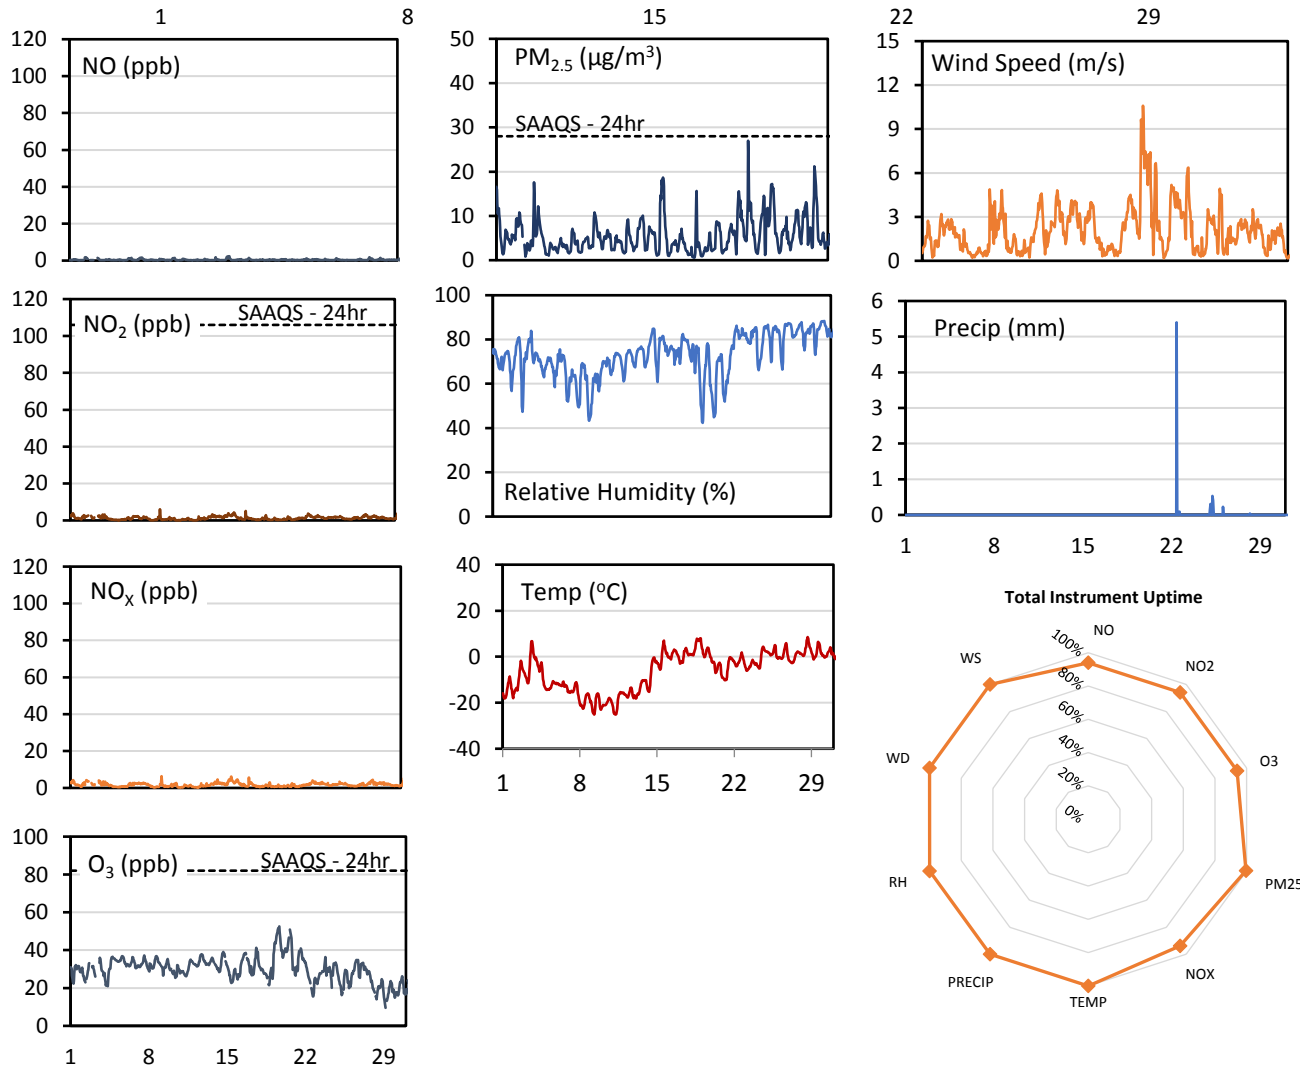 1 8 15 22 29
120
100
80
60
40
20
0
NO (ppb)
50
40
30
20
10
0
PM2.5 (µg/m³)
SAAQS - 24hr
15
12
9
6
3
0
Wind Speed (m/s)
120
100
80
60
40
20
0
NO2 (ppb)
SAAQS - 24hr
100
80
60
40
20
0
Relative Humidity (%)
6
5
4
3
2
1
0
Precip (mm)
1 8 15 22 29
120
100
80
60
40
20
0
NOX (ppb)
40
20
0
-20
-40
Temp (oC)
1 8 15 22 29
Total Instrument Uptime
100%
80%
60%
40%
20%
0%
NO
NO2
O3
PM25
NOX
TEMP
PRECIP
RH
WD
WS
100
80
60
40
20
0
O3 (ppb)
SAAQS - 24hr
1 8 15 22 29